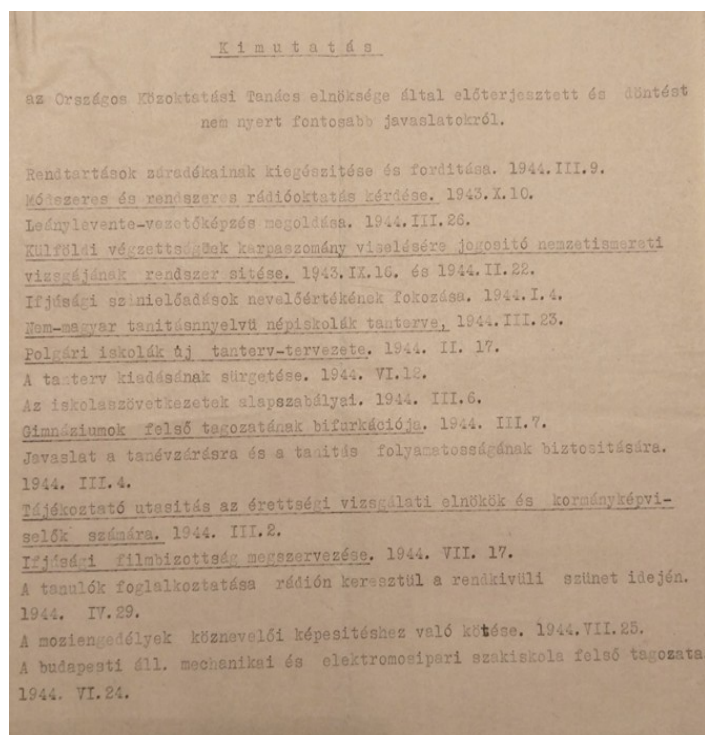 Kimutatás
az Országos Közoktatási Tanács elnöksége által előterjesztett és döntést
nem nyert fontosabb javaslatokról.
Rendtartások záradékainak kiegészitése és forditása. 1944.III.9.
Módszeres és rendszeres rádióoktatás kérdése. 1943.X.10.
Leánylevente-vezetőképzés megoldása. 1944.III.26.
Külföldi végzettségüek karpaszomány viselésére jogositó nemzetismereti
vizsgájának rendszer sitése. 1943.IX.16. és 1944.II.22.
Ifjúsági szinielőadások nevelőértékének fokozása. 1944.I.4.
Nem-magyar tanitásnnyelvü népiskolák tanterve, 1944.III.23.
Polgári iskolák új tanterv-tervezete. 1944. II. 17.
A tanterv kiadásának sürgetése. 1944. VI.12.
Az iskolaszövetkezetek alapszabályai. 1944. III.6.
Gimnáziumok felső tagozatának bifurkációja. 1944. III.7.
Javaslat a tanévzárásra és a tanitás folyamatosságának biztositására.
1944. III.4.
Tájékoztató utasitás az érettségi vizsgálati elnökök és kormányképvi-
selők számára. 1944. III.2.
Ifjúsági filmbizottság megszervezése. 1944. VII. 17.
A tanulók foglalkoztatása rádión keresztül a rendkivüli szünet idején.
1944. IV.29.
A moziengedélyek köznevelői képesitéshez való kötése. 1944.VII.25.
A budapesti áll. mechanikai és elektromosipari szakiskola felső tagozata
1944. VI.24.